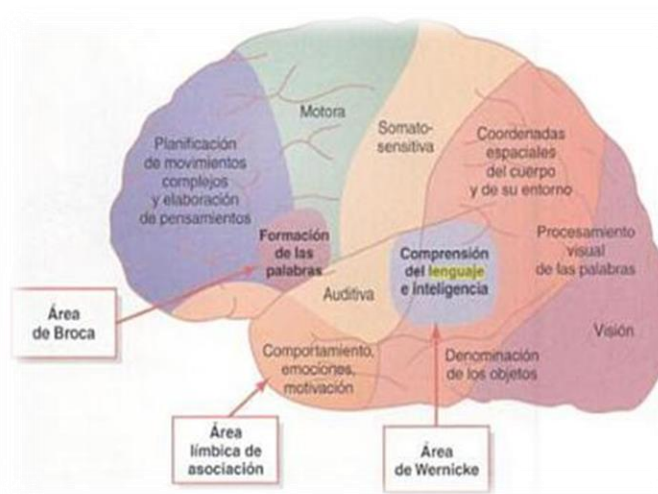 Motora
Somato-
sensitiva
Coordenadas
espaciales
del cuerpo
y de su entorno
Planificación
de movimientos
complejos
y elaboración
de pensamientos
Formación
de las
palabras
Comprensión
del lenguaje
e inteligencia
Procesamiento
visual
de las palabras
Auditiva
Área
de Broca
Visión
Comportamiento,
emociones,
motivación
Denominación
de los objetos
Área
límbica de
asociación
Área
de Wernicke